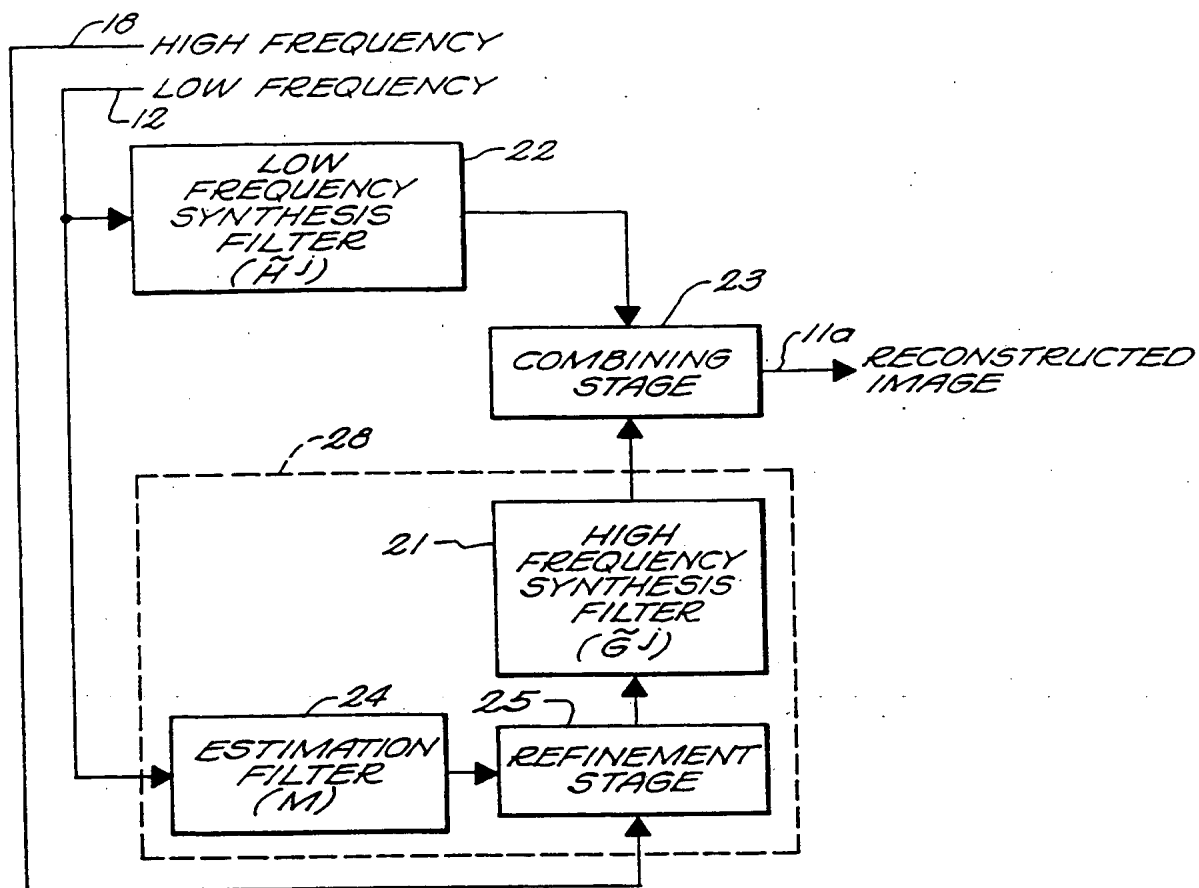 18
HIGH FREQUENCY
LOW FREQUENCY
12
LOW
FREQUENCY
SYNTHESIS
FILTER
(H̃ j)
22
23
COMBINING
STAGE
11a
RECONSTRUCTED
IMAGE
28
21
HIGH
FREQUENCY
SYNTHESIS
FILTER
(G̃ j)
24
ESTIMATION
FILTER
(M)
25
REFINEMENT
STAGE